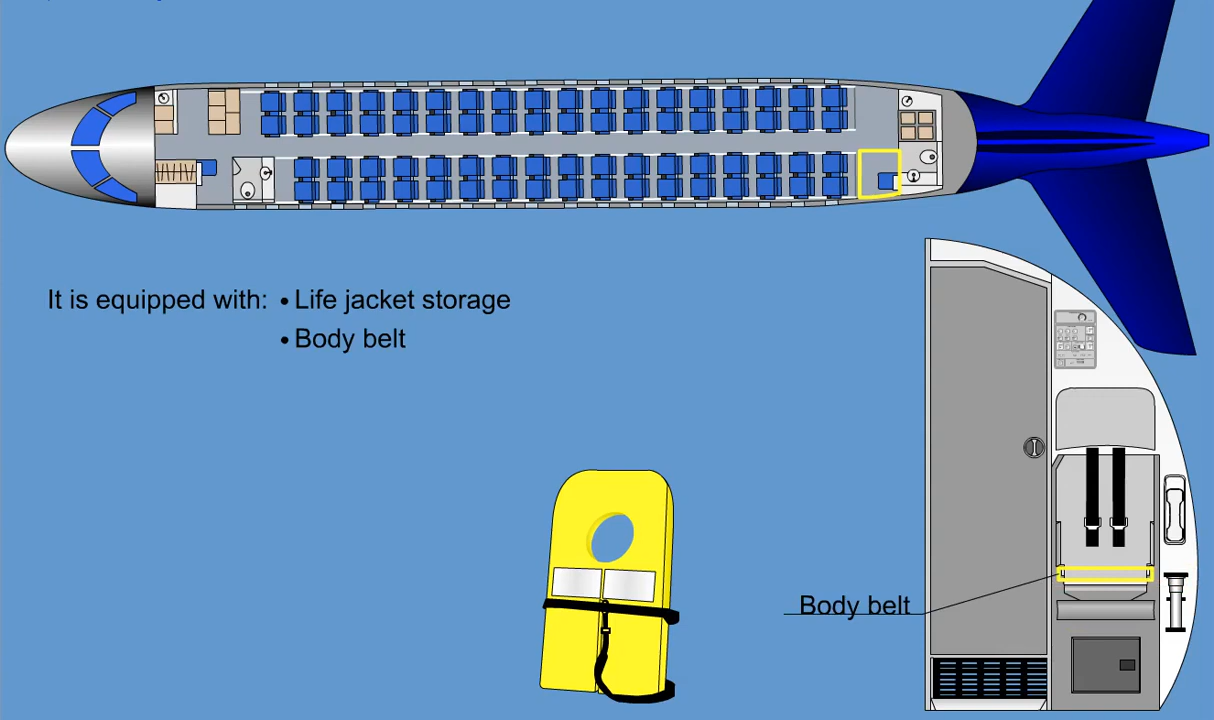 It is equipped with: • Life jacket storage
• Body belt
Body belt